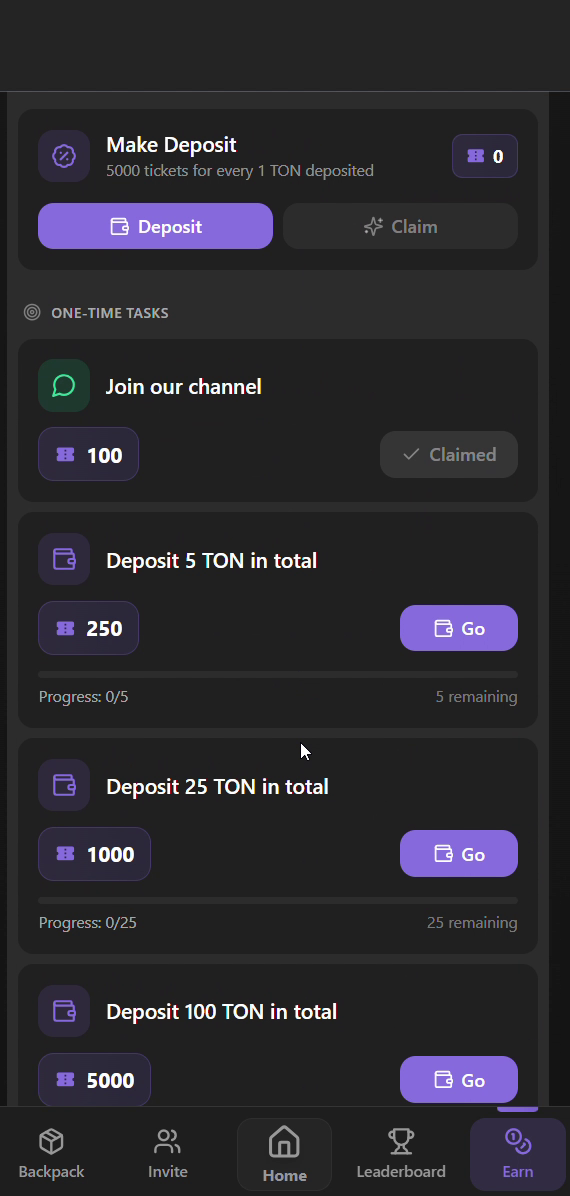 Make Deposit
5000 tickets for every 1 TON deposited
0
Deposit
Claim
ONE-TIME TASKS
Join our channel
100
Claimed
Deposit 5 TON in total
250
Go
Progress: 0/5
5 remaining
Deposit 25 TON in total
1000
Go
Progress: 0/25
25 remaining
Deposit 100 TON in total
5000
Go
Backpack
Invite
Home
Leaderboard
Earn